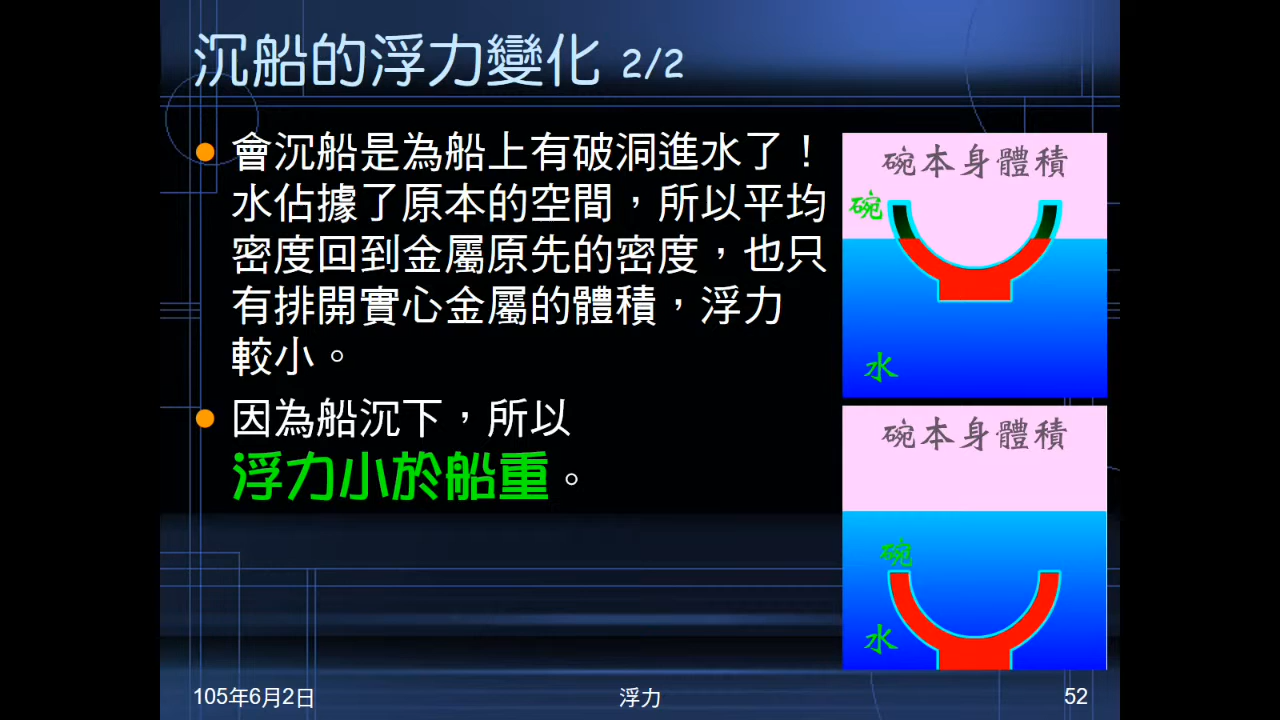 沉船的浮力變化 2/2
會沉船是為船上有破洞進水了！
水佔據了原本的空間，所以平均
密度回到金屬原先的密度，也只
有排開實心金屬的體積，浮力
較小。
因為船沉下，所以
浮力小於船重。
碗本身體積
碗
水
碗本身體積
碗
水
105年6月2日
浮力
52